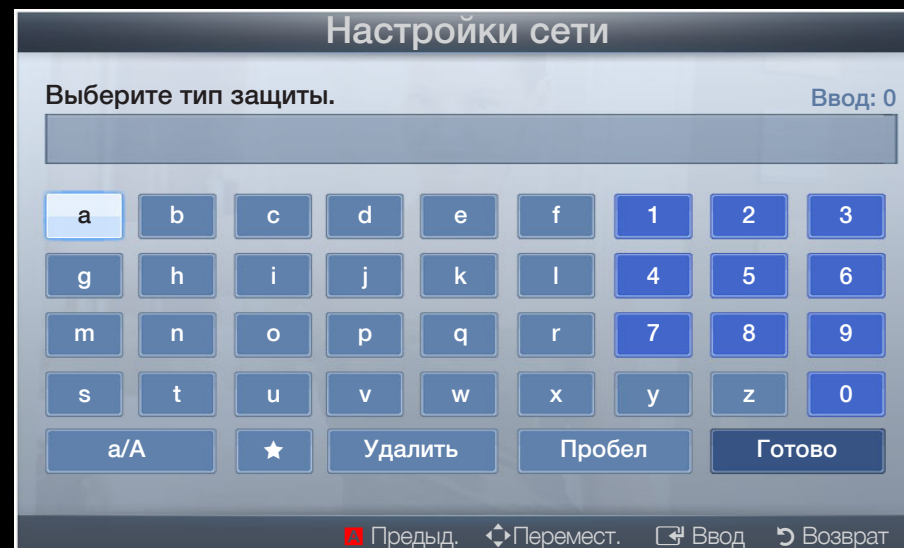 Настройки сети
Выберите тип защиты.
Ввод: 0
a b c d e f 1 2 3
g h i j k l 4 5 6
m n o p q r 7 8 9
s t u v w x y z 0
a/A ★ Удалить Пробел Готово
A Предыд. Перемест. Ввод Возврат